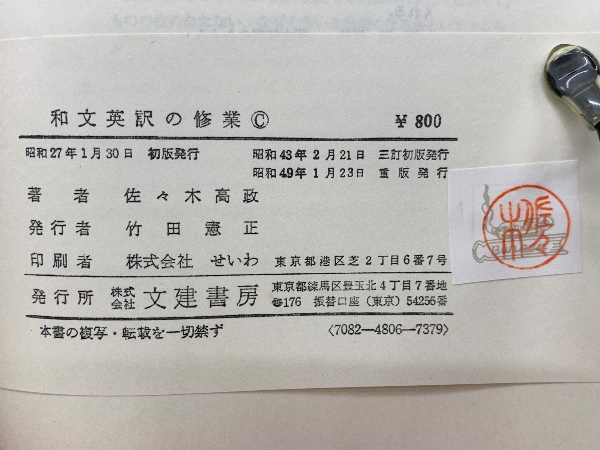 和文英訳の修業 Ⓒ ¥ 800
昭和27年1月30日 初版発行 昭和43年2月21日 三訂初版発行
昭和49年1月23日 重版発行
著者 佐々木高政
発行者 竹田憲正
印刷者 株式会社 せいわ 東京都港区芝2丁目6番7号
発行所 株式会社 文建書房 東京都練馬区豊玉北4丁目7番地
〠176 振替口座(東京)54256番
本書の複写・転載を一切禁ず 〈7082―4806―7379〉